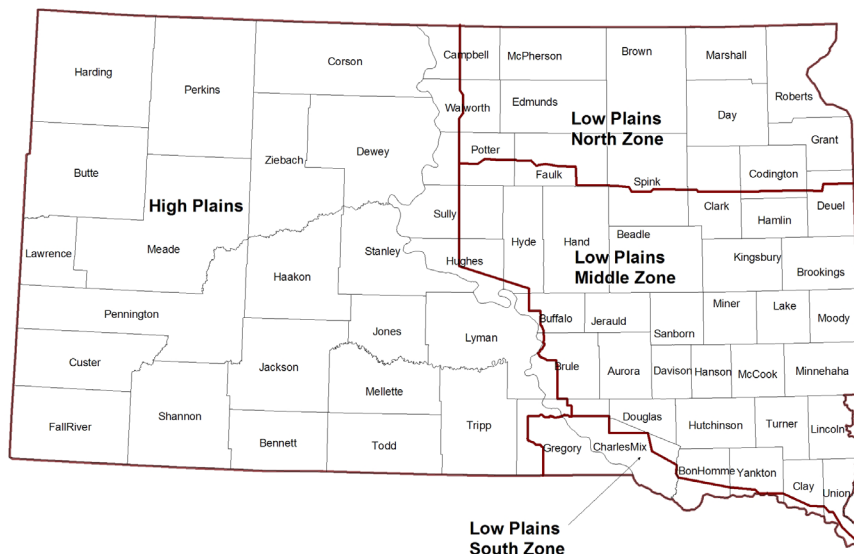 Campbell
McPherson
Brown
Marshall
Harding
Corson
Perkins
Roberts
Walworth
Edmunds
Day
Low Plains
North Zone
Grant
Potter
Dewey
Ziebach
Butte
Faulk
Spink
Codington
High Plains
Clark
Deuel
Sully
Hamlin
Beadle
Hyde
Hand
Lawrence
Meade
Stanley
Hughes
Low Plains
Middle Zone
Kingsbury
Haakon
Brookings
Pennington
Miner
Lake
Buffalo
Jerauld
Moody
Jones
Lyman
Sanborn
Custer
Jackson
Brule
Aurora
Davison
Hanson
McCook
Minnehaha
Mellette
Shannon
FallRiver
Tripp
Douglas
Hutchinson
Turner
Lincoln
Bennett
Todd
Gregory
CharlesMix
BonHomme
Yankton
Clay
Union
Low Plains
South Zone